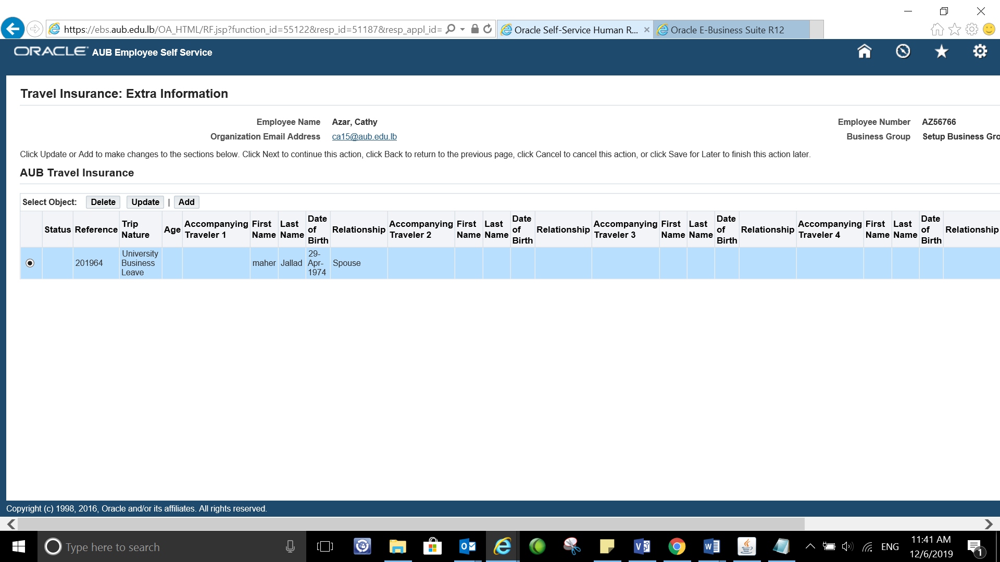 https://ebs.aub.edu.lb/OA_HTML/RF.jsp?function_id=55122&resp_id=51187&resp_appl_id=
Oracle Self-Service Human R...
Oracle E-Business Suite R12
ORACLE AUB Employee Self Service
Travel Insurance: Extra Information
Employee Name Azar, Cathy Employee Number AZ56766
Organization Email Address ca15@aub.edu.lb Business Group Setup Business Gro
Click Update or Add to make changes to the sections below. Click Next to continue this action, click Back to return to the previous page, click Cancel to cancel this action, or click Save for Later to finish this action later.
AUB Travel Insurance
Select Object: Delete Update | Add
Status Reference Trip Nature Age Accompanying Traveler 1 First Name Last Name Date of Birth Relationship Accompanying Traveler 2 First Name Last Name Date of Birth Relationship Accompanying Traveler 3 First Name Last Name Date of Birth Relationship Accompanying Traveler 4 First Name Last Name Date of Birth Relationship
201964 University Business Leave maher Jallad 29-Apr-1974 Spouse
Copyright (c) 1998, 2016, Oracle and/or its affiliates. All rights reserved.
Type here to search
ENG
11:41 AM
12/6/2019
1